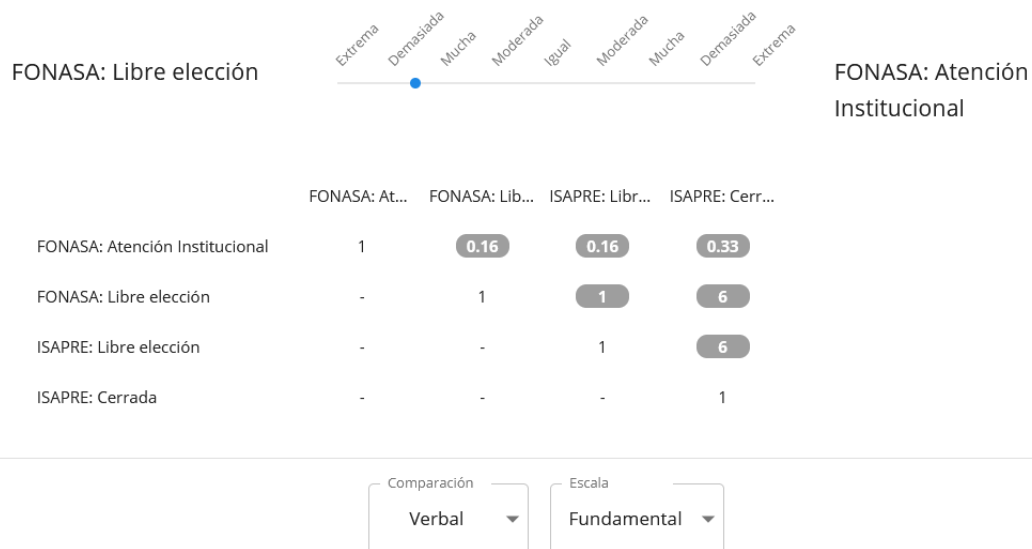 Extrema Demasiada Mucha Moderada Igual Moderada Mucha Demasiada Extrema
FONASA: Libre elección
FONASA: Atención
Institucional
FONASA: At... FONASA: Lib... ISAPRE: Libr... ISAPRE: Cerr...
FONASA: Atención Institucional 1 0.16 0.16 0.33
FONASA: Libre elección - 1 1 6
ISAPRE: Libre elección - - 1 6
ISAPRE: Cerrada - - - 1
Comparación Escala
Verbal Fundamental